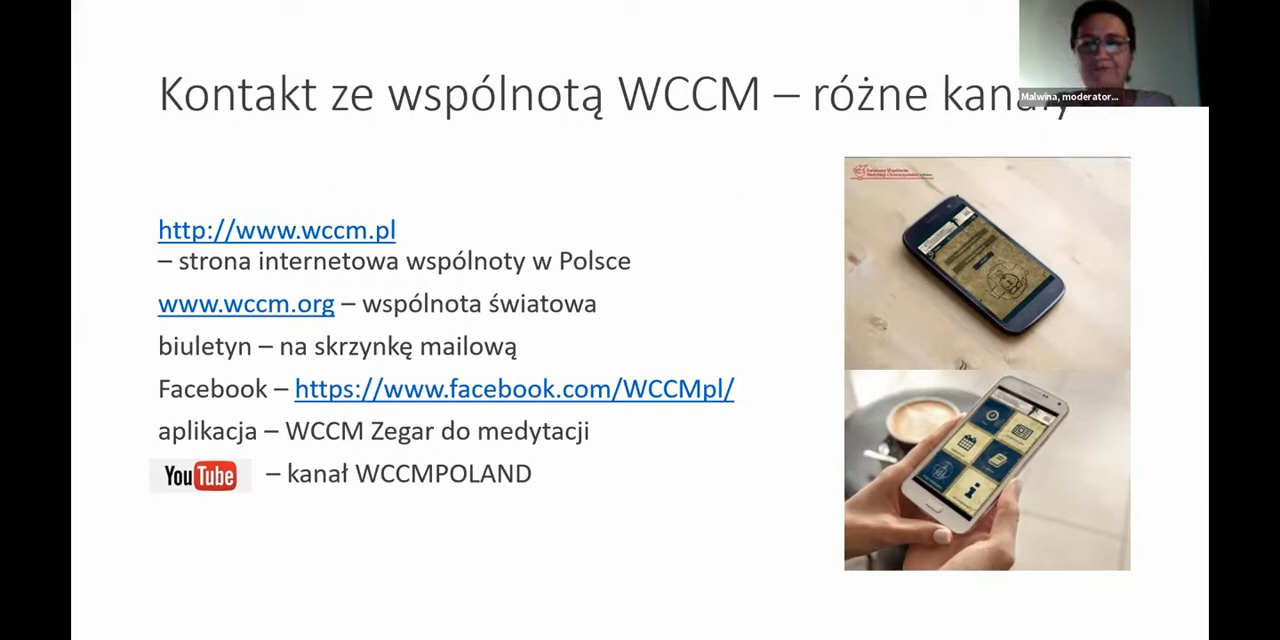 Kontakt ze wspólnotą WCCM – różne kanały
Malwina, moderator...
http://www.wccm.pl
– strona internetowa wspólnoty w Polsce
www.wccm.org – wspólnota światowa
biuletyn – na skrzynkę mailową
Facebook – https://www.facebook.com/WCCMpl/
aplikacja – WCCM Zegar do medytacji
YouTube – kanał WCCMPOLAND